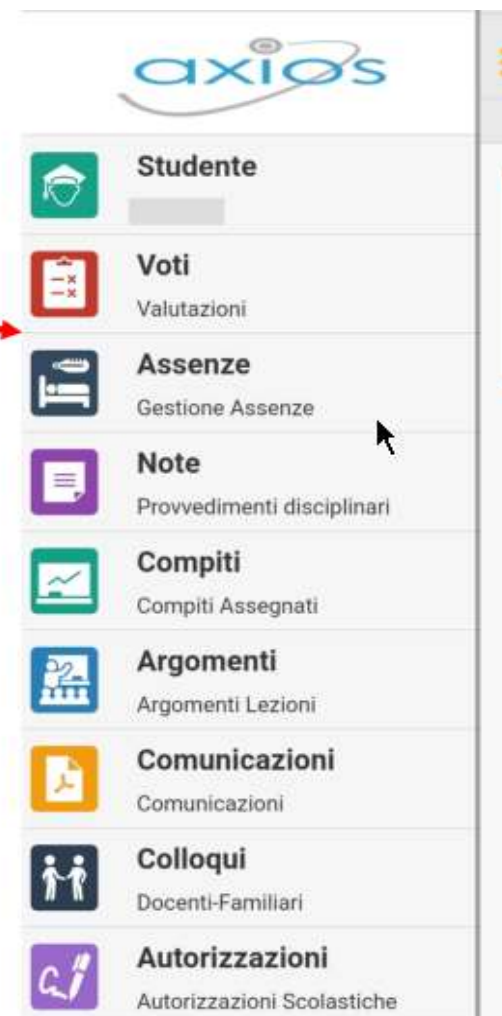 axios
Studente
Voti
Valutazioni
Assenze
Gestione Assenze
Note
Provvedimenti disciplinari
Compiti
Compiti Assegnati
Argomenti
Argomenti Lezioni
Comunicazioni
Comunicazioni
Colloqui
Docenti-Familiari
Autorizzazioni
Autorizzazioni Scolastiche